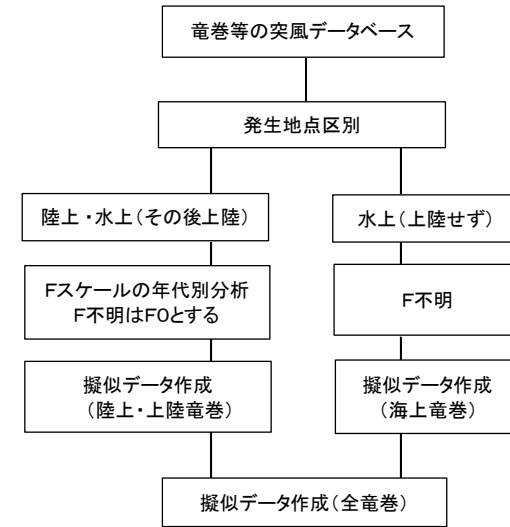 竜巻等の突風データベース
発生地点区別
陸上・水上(その後上陸)
水上(上陸せず)
Fスケールの年代別分析
F不明はF0とする
F不明
擬似データ作成
(陸上・上陸竜巻)
擬似データ作成
(海上竜巻)
擬似データ作成(全竜巻)